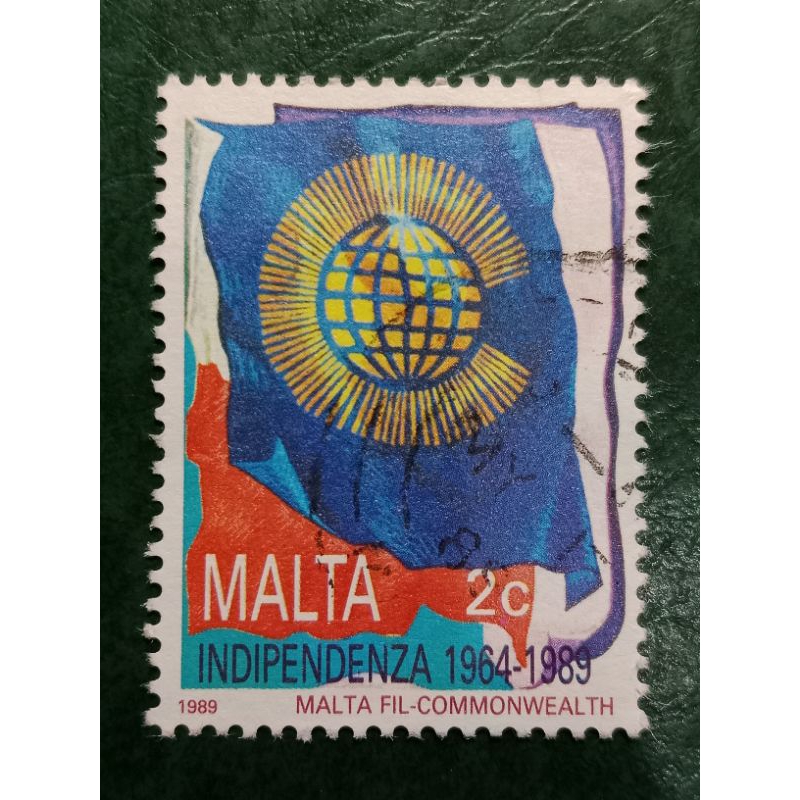 MALTA 2c
INDIPENDENZA 1964-1989
1989 MALTA FIL-COMMONWEALTH